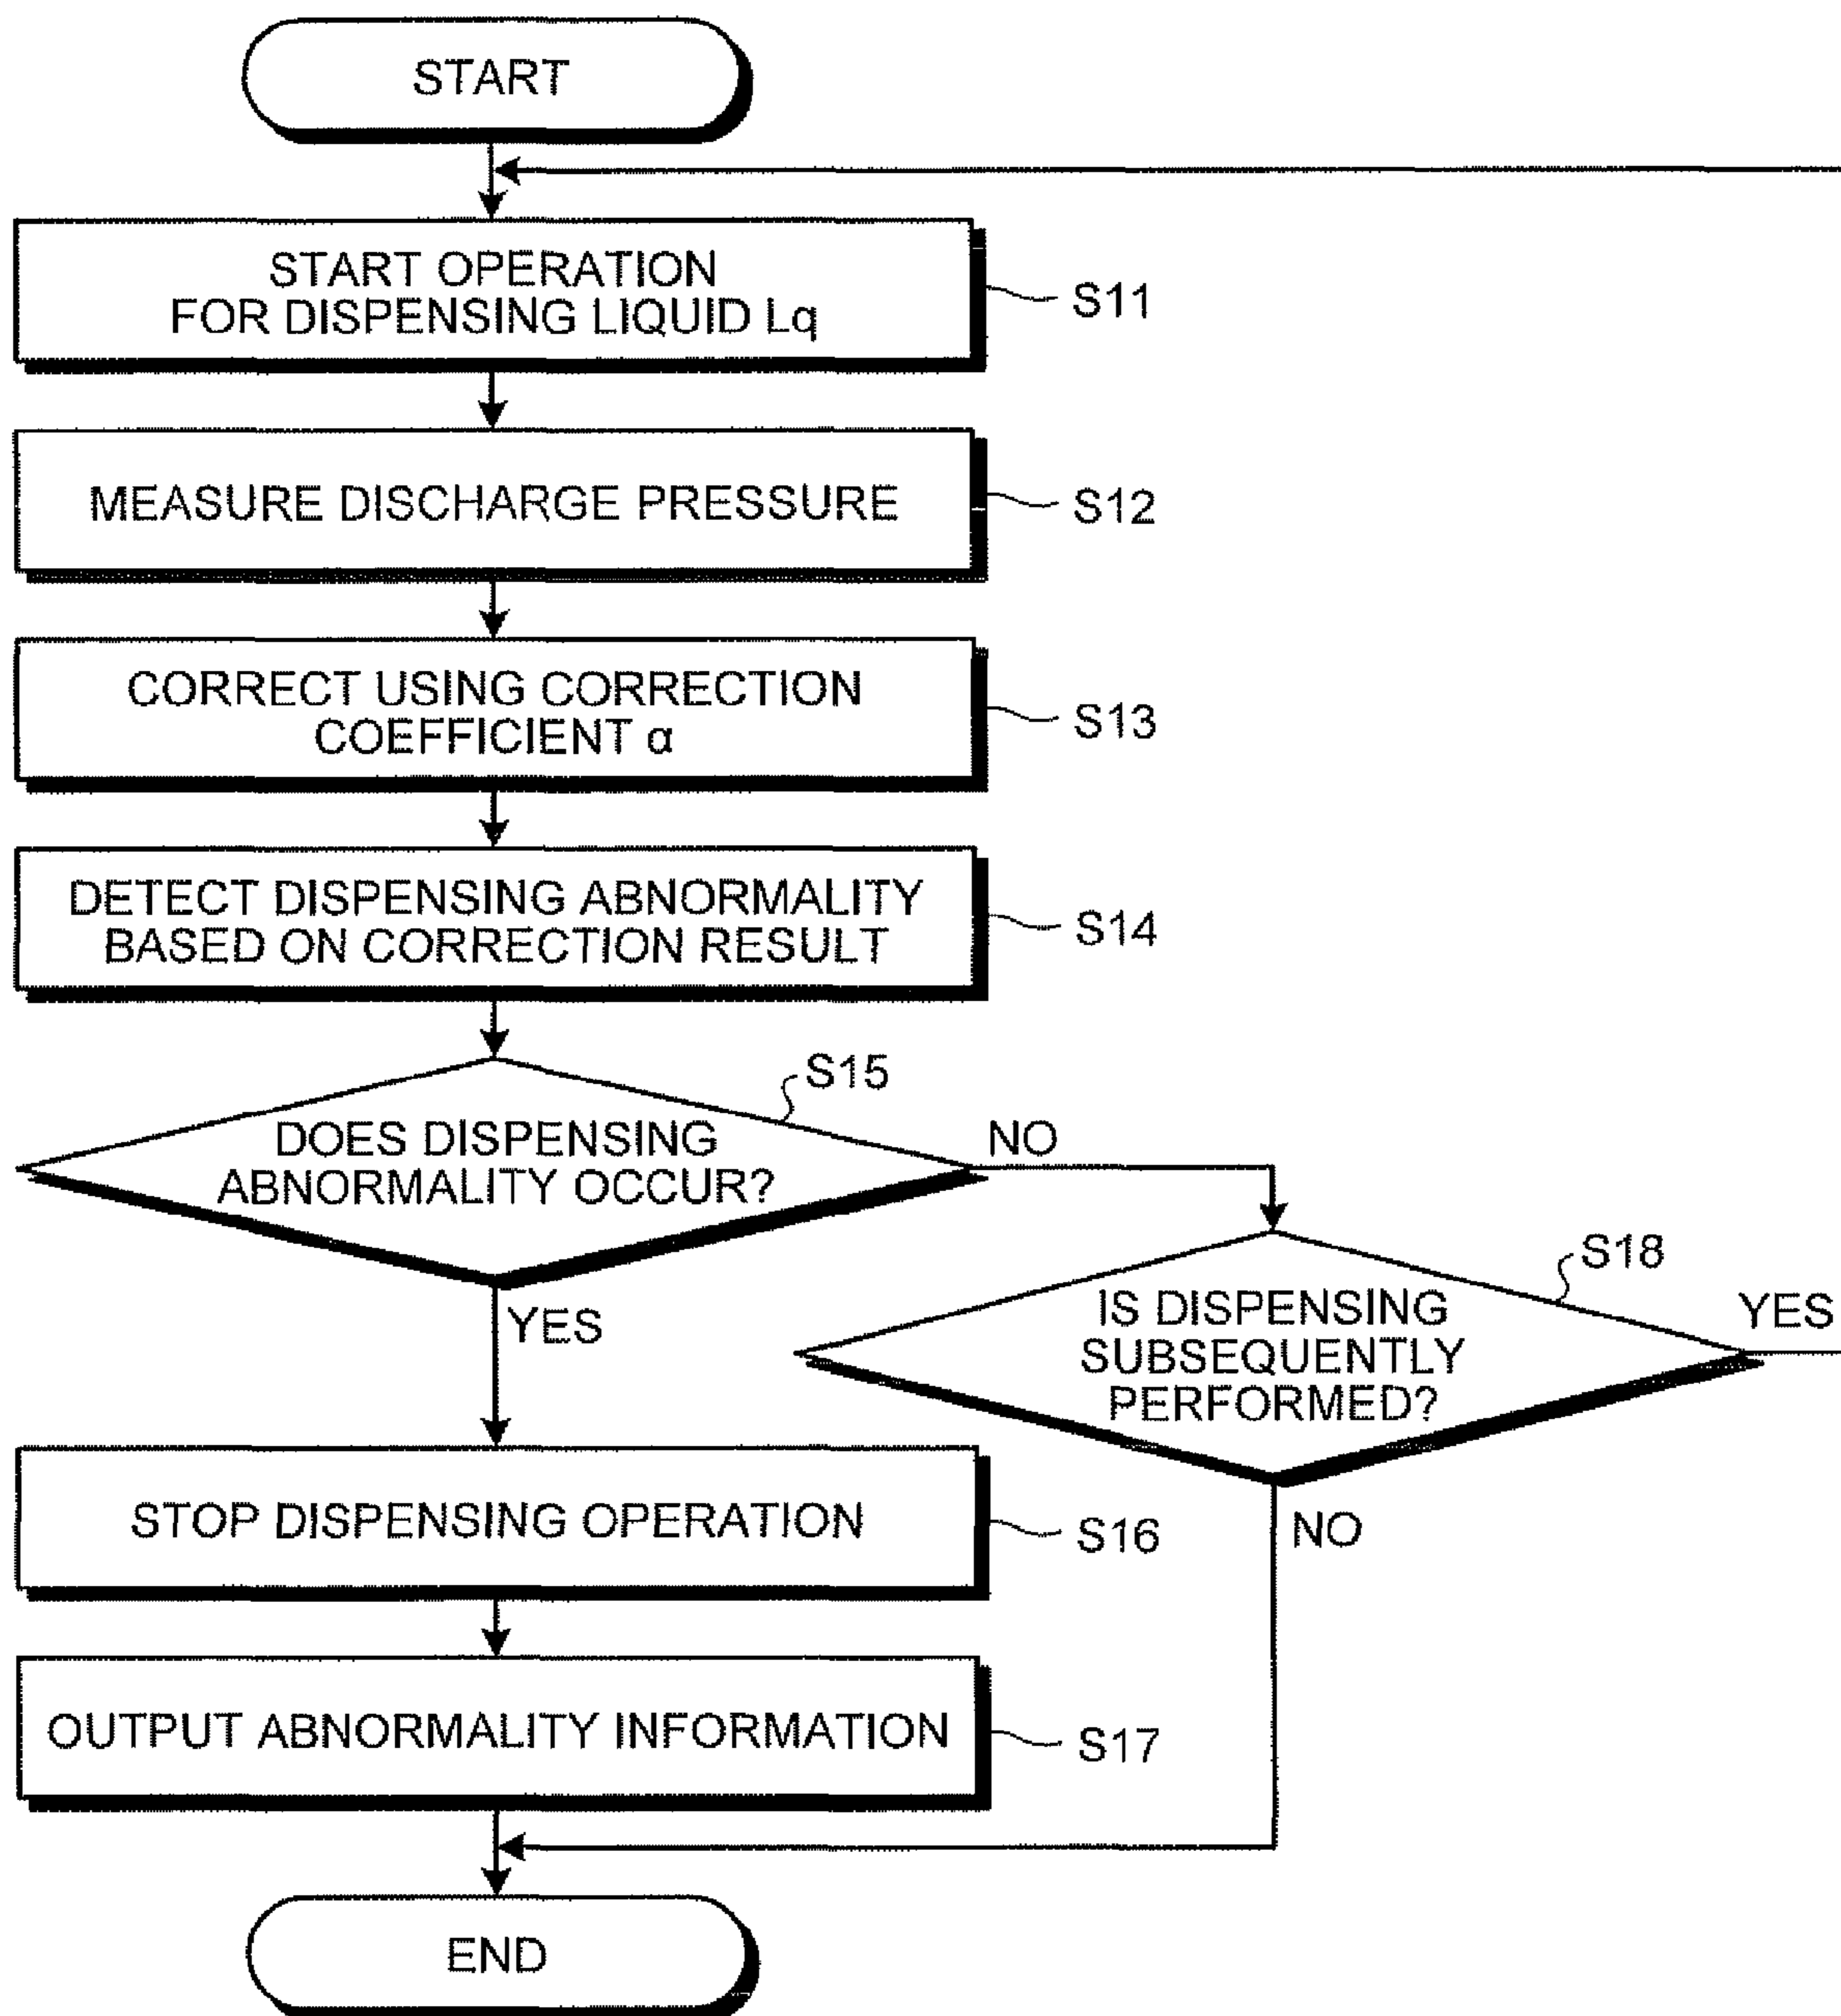 START
START OPERATION
FOR DISPENSING LIQUID Lq
S11
MEASURE DISCHARGE PRESSURE
S12
CORRECT USING CORRECTION
COEFFICIENT α
S13
DETECT DISPENSING ABNORMALITY
BASED ON CORRECTION RESULT
S14
S15
DOES DISPENSING
ABNORMALITY OCCUR?
NO
YES
S18
IS DISPENSING
SUBSEQUENTLY
PERFORMED?
YES
NO
STOP DISPENSING OPERATION
S16
OUTPUT ABNORMALITY INFORMATION
S17
END